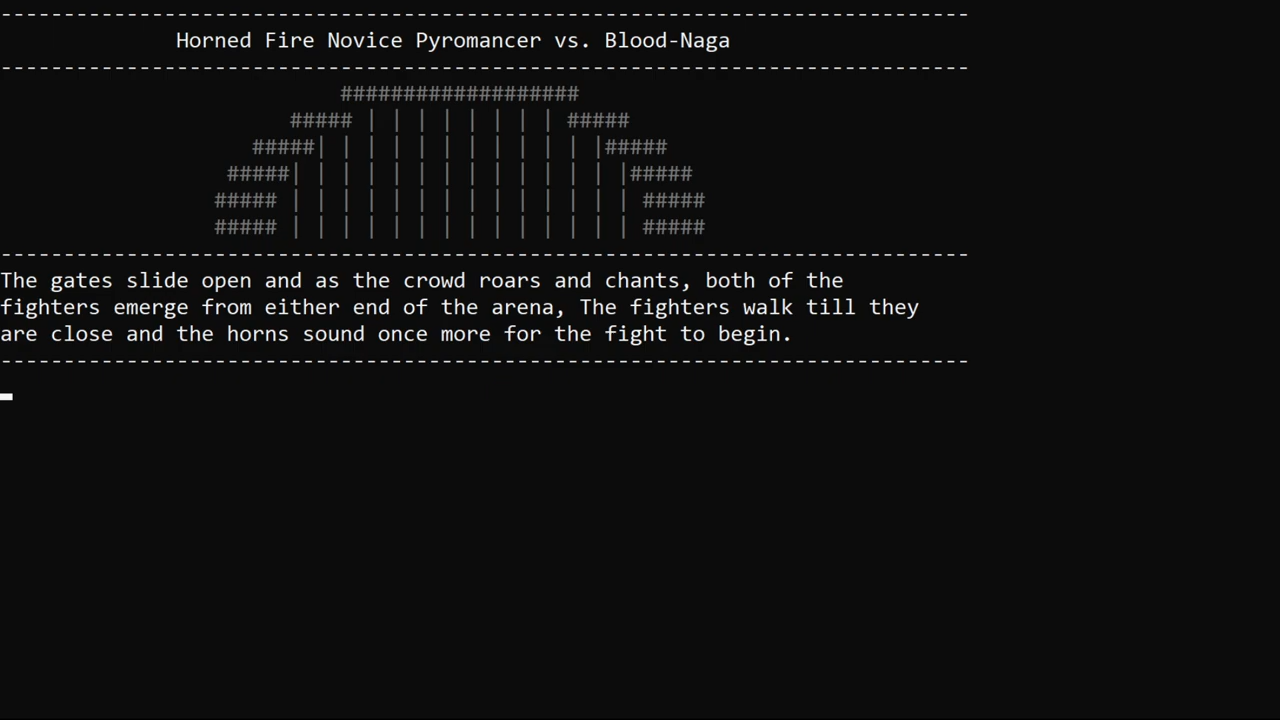 -----------------------------------------------------------------------------
Horned Fire Novice Pyromancer vs. Blood-Naga
-----------------------------------------------------------------------------
###################
##### | | | | | | | | #####
#####| | | | | | | | | | | |#####
#####| | | | | | | | | | | | | |#####
##### | | | | | | | | | | | | | | #####
##### | | | | | | | | | | | | | | #####
-----------------------------------------------------------------------------
The gates slide open and as the crowd roars and chants, both of the
fighters emerge from either end of the arena, The fighters walk till they
are close and the horns sound once more for the fight to begin.
-----------------------------------------------------------------------------